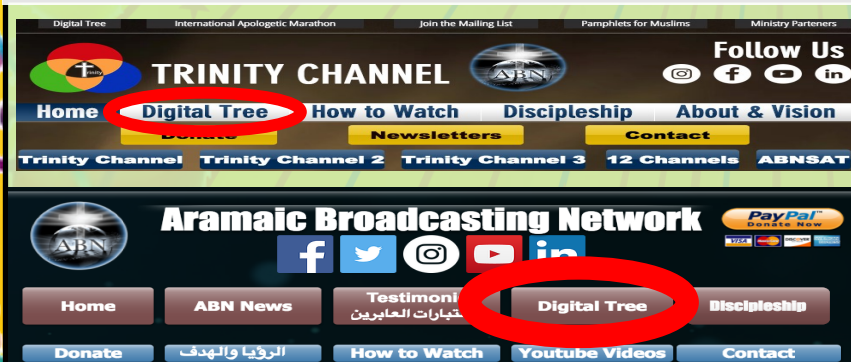 Digital Tree International Apologetic Marathon Join the Mailing List Pamphlets for Muslims Ministry Parteners
Trinity TRINITY CHANNEL ABN Follow Us
Home Digital Tree How to Watch Discipleship About & Vision
Donate Newsletters Contact
Trinity Channel Trinity Channel 2 Trinity Channel 3 12 Channels ABNSAT
ABN Aramaic Broadcasting Network PayPal
Donate Now
VISA DISCOVER
Home ABN News Digital Tree Discipleship
العابرين
Donate الرؤيا والهدف How to Watch Youtube Videos Contact